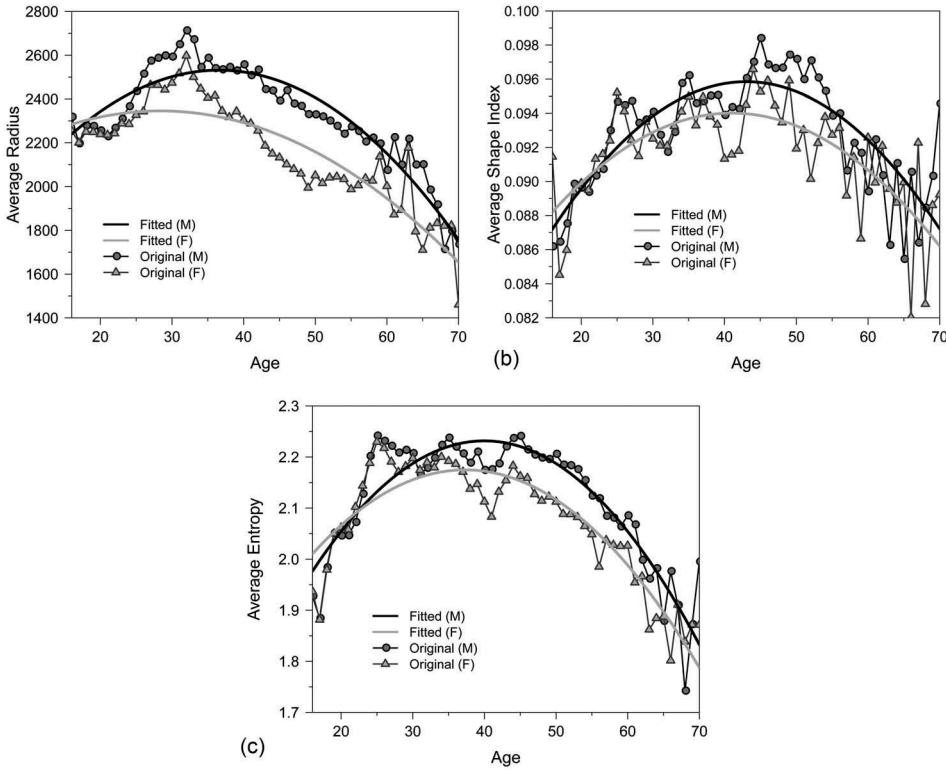 2800
2600
2400
2200
2000
1800
1600
1400
Average Radius
Fitted (M)
Fitted (F)
Original (M)
Original (F)
20 30 40 50 60 70
Age
0.100
0.098
0.096
0.094
0.092
0.090
0.088
0.086
0.084
0.082
Average Shape Index
Fitted (M)
Fitted (F)
Original (M)
Original (F)
20 30 40 50 60 70
(b) Age
2.3
2.2
2.1
2.0
1.9
1.8
1.7
Average Entropy
Fitted (M)
Fitted (F)
Original (M)
Original (F)
20 30 40 50 60 70
(c) Age